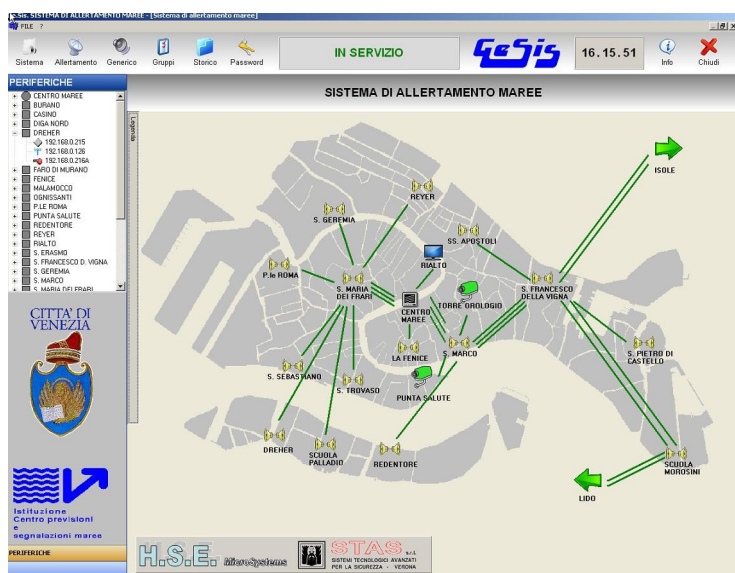 G.Sis. SISTEMA DI ALLERTAMENTO MAREE - [Sistema di allertamento maree]
FILE ?
Sistema Allertamento Generico Gruppi Storico Password
IN SERVIZIO
GeSis
16.15.51
Info Chiudi
PERIFERICHE
CENTRO MAREE
BURANO
CASINO
DIGA NORD
DREHER
192.168.0.215
192.168.0.126
192.168.0.216A
FARO DI MURANO
FENICE
MALAMOCCO
OGNISSANTI
P.LE ROMA
PUNTA SALUTE
REDENTORE
REYER
RIALTO
S. ERASMO
S. FRANCESCO D. VIGNA
S. GEREMIA
S. MARCO
S. MARIA DEI FRARI
CITTA' DI
VENEZIA
Istituzione
Centro previsioni
e
segnalazioni maree
PERIFERICHE
Legenda
SISTEMA DI ALLERTAMENTO MAREE
ISOLE
REYER
S. GEREMIA
SS. APOSTOLI
RIALTO
P.le ROMA
S. MARIA
DEI FRARI
S. FRANCESCO
DELLA VIGNA
CENTRO
MAREE
TORRE OROLOGIO
LA FENICE
S. MARCO
S. PIETRO DI
CASTELLO
S. SEBASTIANO
S. TROVASO
PUNTA SALUTE
DREHER
SCUOLA
PALLADIO
REDENTORE
SCUOLA
MOROSINI
LIDO
H.S.E. MicroSystems
STAS s.r.l.
SISTEMI TECNOLOGICI AVANZATI
PER LA SICUREZZA - VERONA